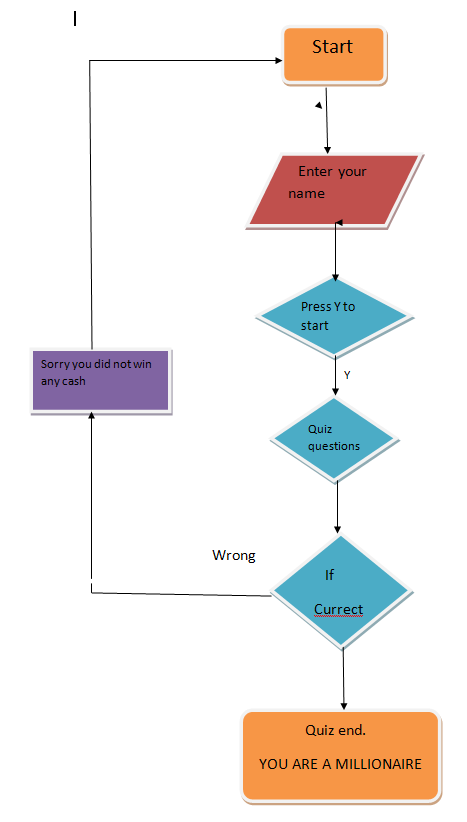 Start
Enter your
name
Press Y to
start
Y
Sorry you did not win
any cash
Quiz
questions
Wrong
If
Currect
Quiz end.
YOU ARE A MILLIONAIRE